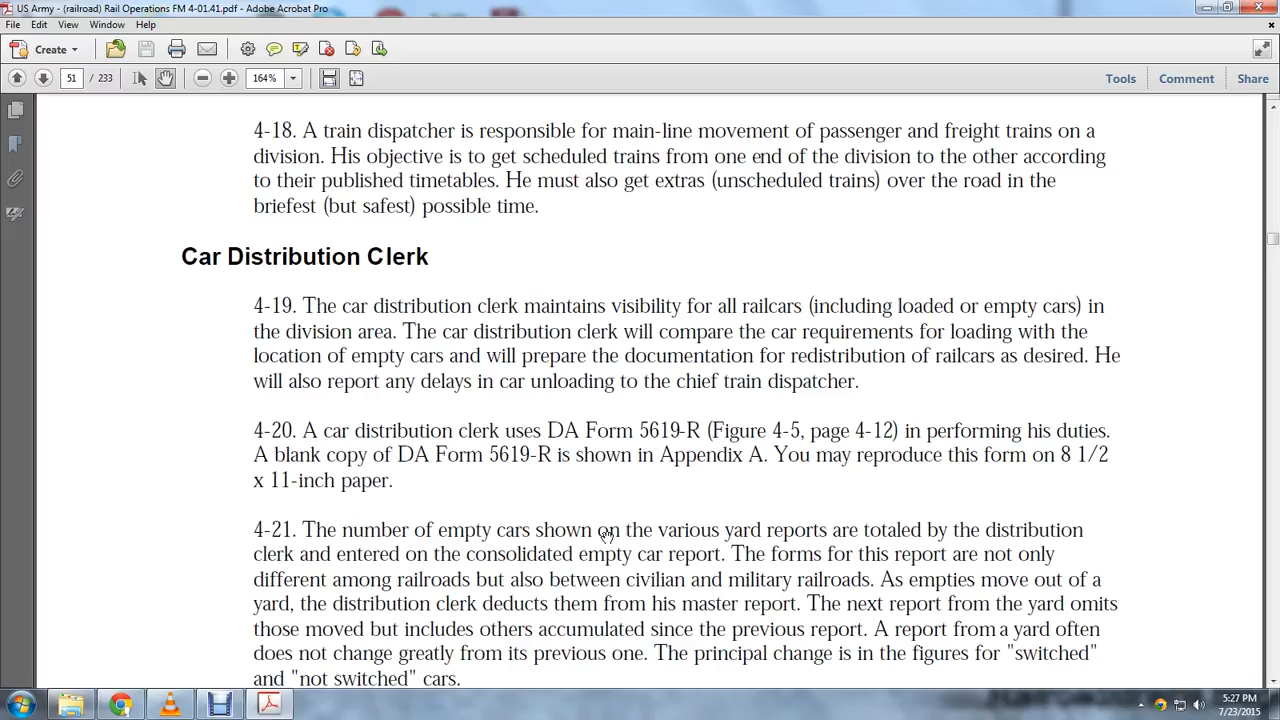 US Army - (railroad) Rail Operations FM 4-01.41.pdf - Adobe Acrobat Pro
File Edit View Window Help
Create
51 / 233 164% Tools Comment Share
4-18. A train dispatcher is responsible for main-line movement of passenger and freight trains on a
division. His objective is to get scheduled trains from one end of the division to the other according
to their published timetables. He must also get extras (unscheduled trains) over the road in the
briefest (but safest) possible time.
Car Distribution Clerk
4-19. The car distribution clerk maintains visibility for all railcars (including loaded or empty cars) in
the division area. The car distribution clerk will compare the car requirements for loading with the
location of empty cars and will prepare the documentation for redistribution of railcars as desired. He
will also report any delays in car unloading to the chief train dispatcher.
4-20. A car distribution clerk uses DA Form 5619-R (Figure 4-5, page 4-12) in performing his duties.
A blank copy of DA Form 5619-R is shown in Appendix A. You may reproduce this form on 8 1/2
x 11-inch paper.
4-21. The number of empty cars shown on the various yard reports are totaled by the distribution
clerk and entered on the consolidated empty car report. The forms for this report are not only
different among railroads but also between civilian and military railroads. As empties move out of a
yard, the distribution clerk deducts them from his master report. The next report from the yard omits
those moved but includes others accumulated since the previous report. A report from a yard often
does not change greatly from its previous one. The principal change is in the figures for "switched"
and "not switched" cars.
5:27 PM
7/23/2015